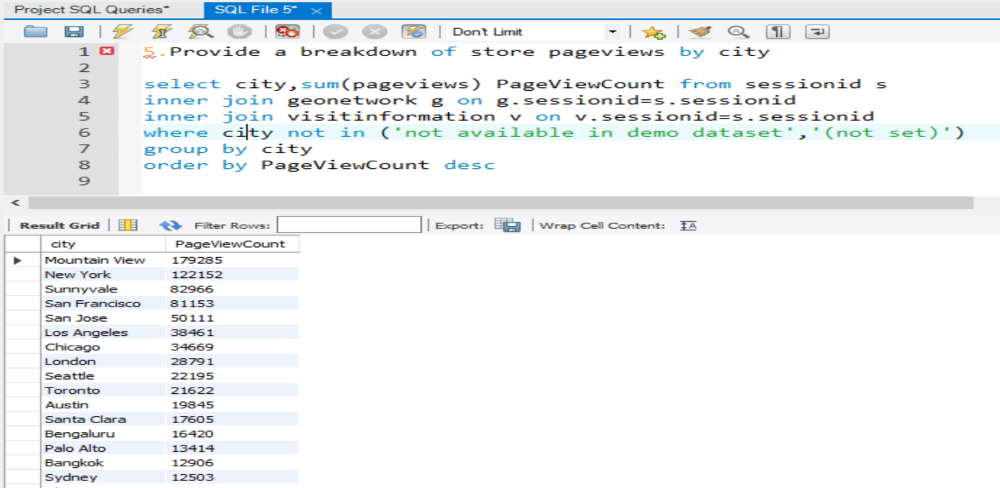 Project SQL Queries* SQL File 5*
Don't Limit
1 5.Provide a breakdown of store pageviews by city
2
3 select city,sum(pageviews) PageViewCount from sessionid s
4 inner join geonetwork g on g.sessionid=s.sessionid
5 inner join visitinformation v on v.sessionid=s.sessionid
6 where city not in ('not available in demo dataset','(not set)')
7 group by city
8 order by PageViewCount desc
9
Result Grid Filter Rows: Export: Wrap Cell Content:
city PageViewCount
Mountain View 179285
New York 122152
Sunnyvale 82966
San Francisco 81153
San Jose 50111
Los Angeles 38461
Chicago 34669
London 28791
Seattle 22195
Toronto 21622
Austin 19845
Santa Clara 17605
Bengaluru 16420
Palo Alto 13414
Bangkok 12906
Sydney 12503